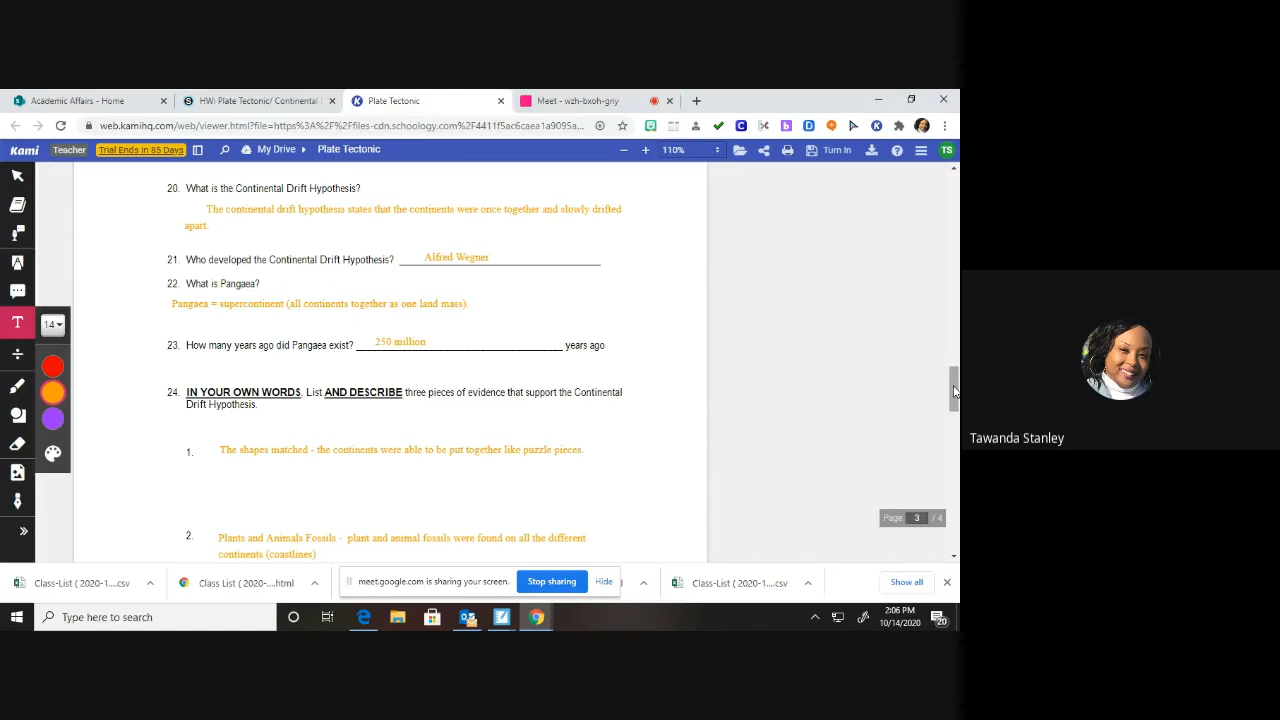 Academic Affairs - Home
HW: Plate Tectonic/ Continental
Plate Tectonic
Meet - wzh-bxoh-gny
web.kamihq.com/web/viewer.html?file=https%3A%2F%2Ffiles-cdn.schoology.com%2F4411f5ac6caea1a9095a...
Kami Teacher Trial Ends In 85 Days My Drive Plate Tectonic 110% Turn In TS
20. What is the Continental Drift Hypothesis?
The continental drift hypothesis states that the continents were once together and slowly drifted
apart.
21. Who developed the Continental Drift Hypothesis? Alfred Wegner
22. What is Pangaea?
Pangaea = supercontinent (all continents together as one land mass).
23. How many years ago did Pangaea exist? 250 million years ago
T 14
24. IN YOUR OWN WORDS, List AND DESCRIBE three pieces of evidence that support the Continental
Drift Hypothesis.
1. The shapes matched - the continents were able to be put together like puzzle pieces.
2. Plants and Animals Fossils - plant and animal fossils were found on all the different
continents (coastlines)
Page 3 / 4
Tawanda Stanley
Class-List ( 2020-1....csv
Class List ( 2020-....html
meet.google.com is sharing your screen. Stop sharing Hide
Class-List ( 2020-1....csv
Show all
Type here to search
2:06 PM
10/14/2020
20